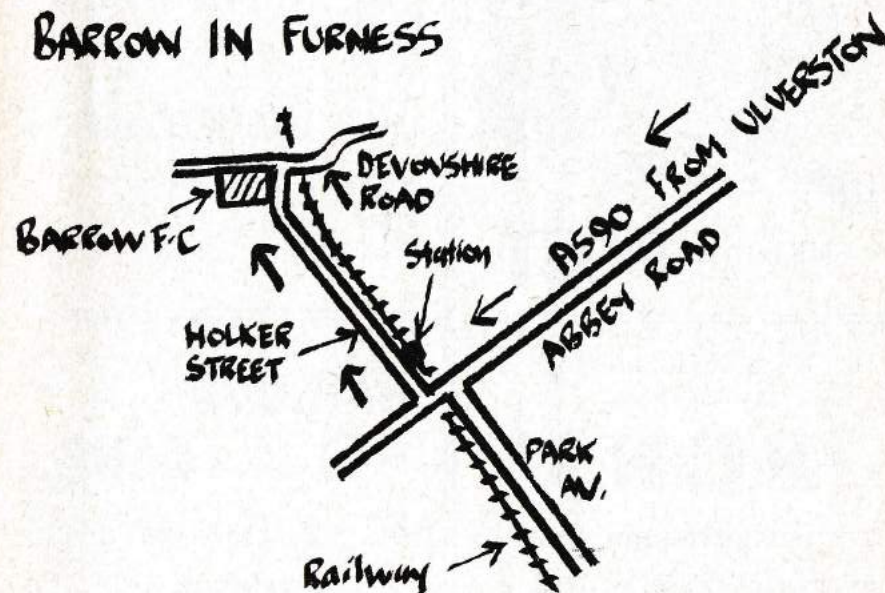 BARROW IN FURNESS
A590 FROM ULVERSTON
DEVONSHIRE
ROAD
BARROW F.C
Station
ABBEY ROAD
HOLKER
STREET
PARK
AV.
Railway